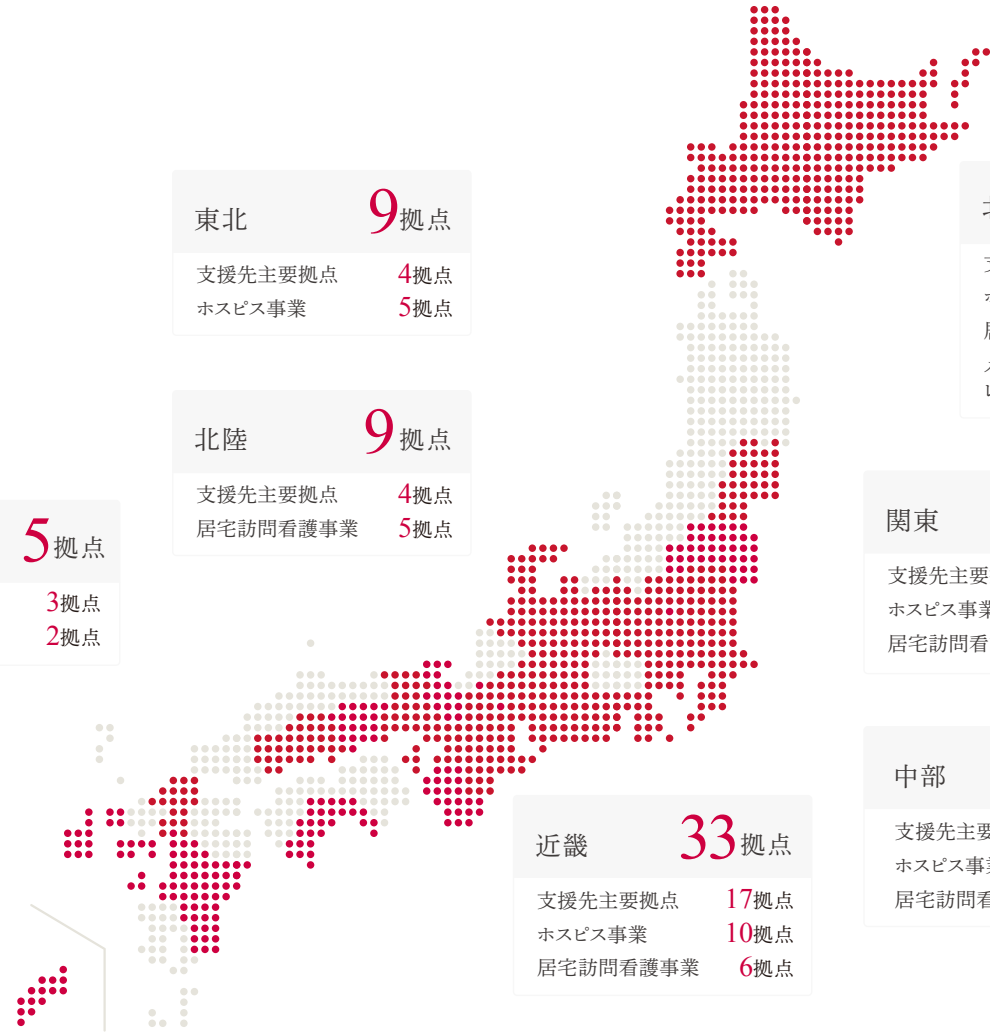 東北 9拠点
支援先主要拠点 4拠点
ホスピス事業 5拠点
北陸 9拠点
支援先主要拠点 4拠点
居宅訪問看護事業 5拠点
5拠点
3拠点
2拠点
関東
支援先主要
ホスピス事業
居宅訪問看
中部
支援先主要
ホスピス事業
居宅訪問看
近畿 33拠点
支援先主要拠点 17拠点
ホスピス事業 10拠点
居宅訪問看護事業 6拠点